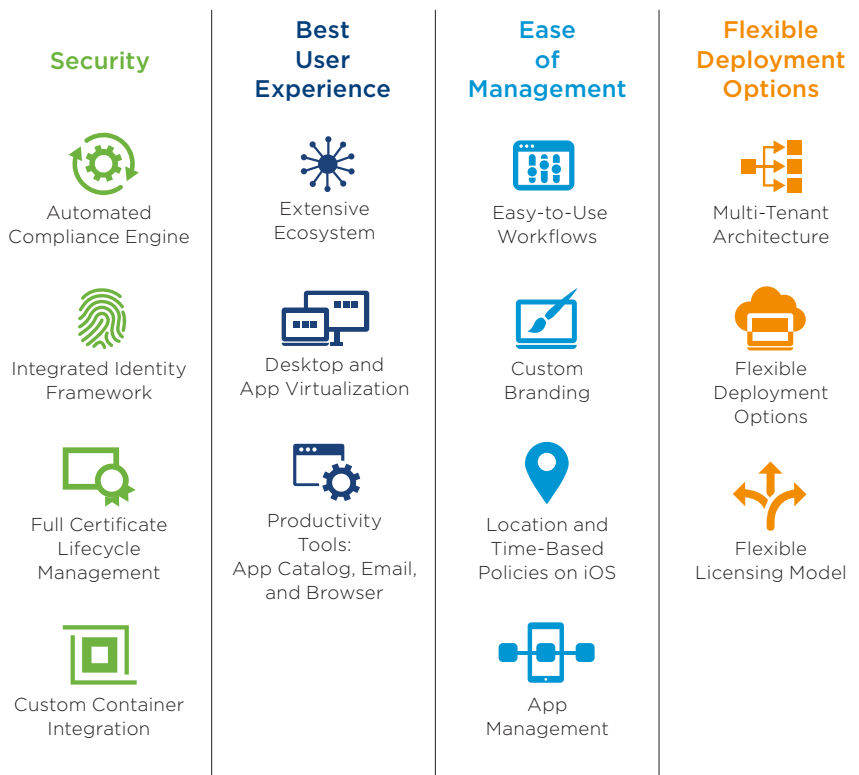 Security
Automated
Compliance Engine
Integrated Identity
Framework
Full Certificate
Lifecycle
Management
Custom Container
Integration
Best
User
Experience
Extensive
Ecosystem
Desktop and
App Virtualization
Productivity
Tools:
App Catalog, Email,
and Browser
Ease
of
Management
Easy-to-Use
Workflows
Custom
Branding
Location and
Time-Based
Policies on iOS
App
Management
Flexible
Deployment
Options
Multi-Tenant
Architecture
Flexible
Deployment
Options
Flexible
Licensing Model